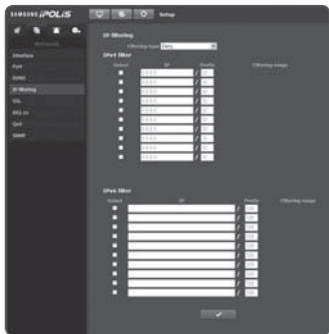 SAMSUNG iPOLiS
Setup
Network
Interface
Port
DDNS
IP filtering
SSL
802.1x
QoS
SNMP
IP filtering
Filtering type Deny
IPv4 filter
Select IP Prefix Filtering range
/
/
/
/
/
/
/
/
/
/
IPv6 filter
Select IP Prefix Filtering range
/
/
/
/
/
/
/
/
/
/